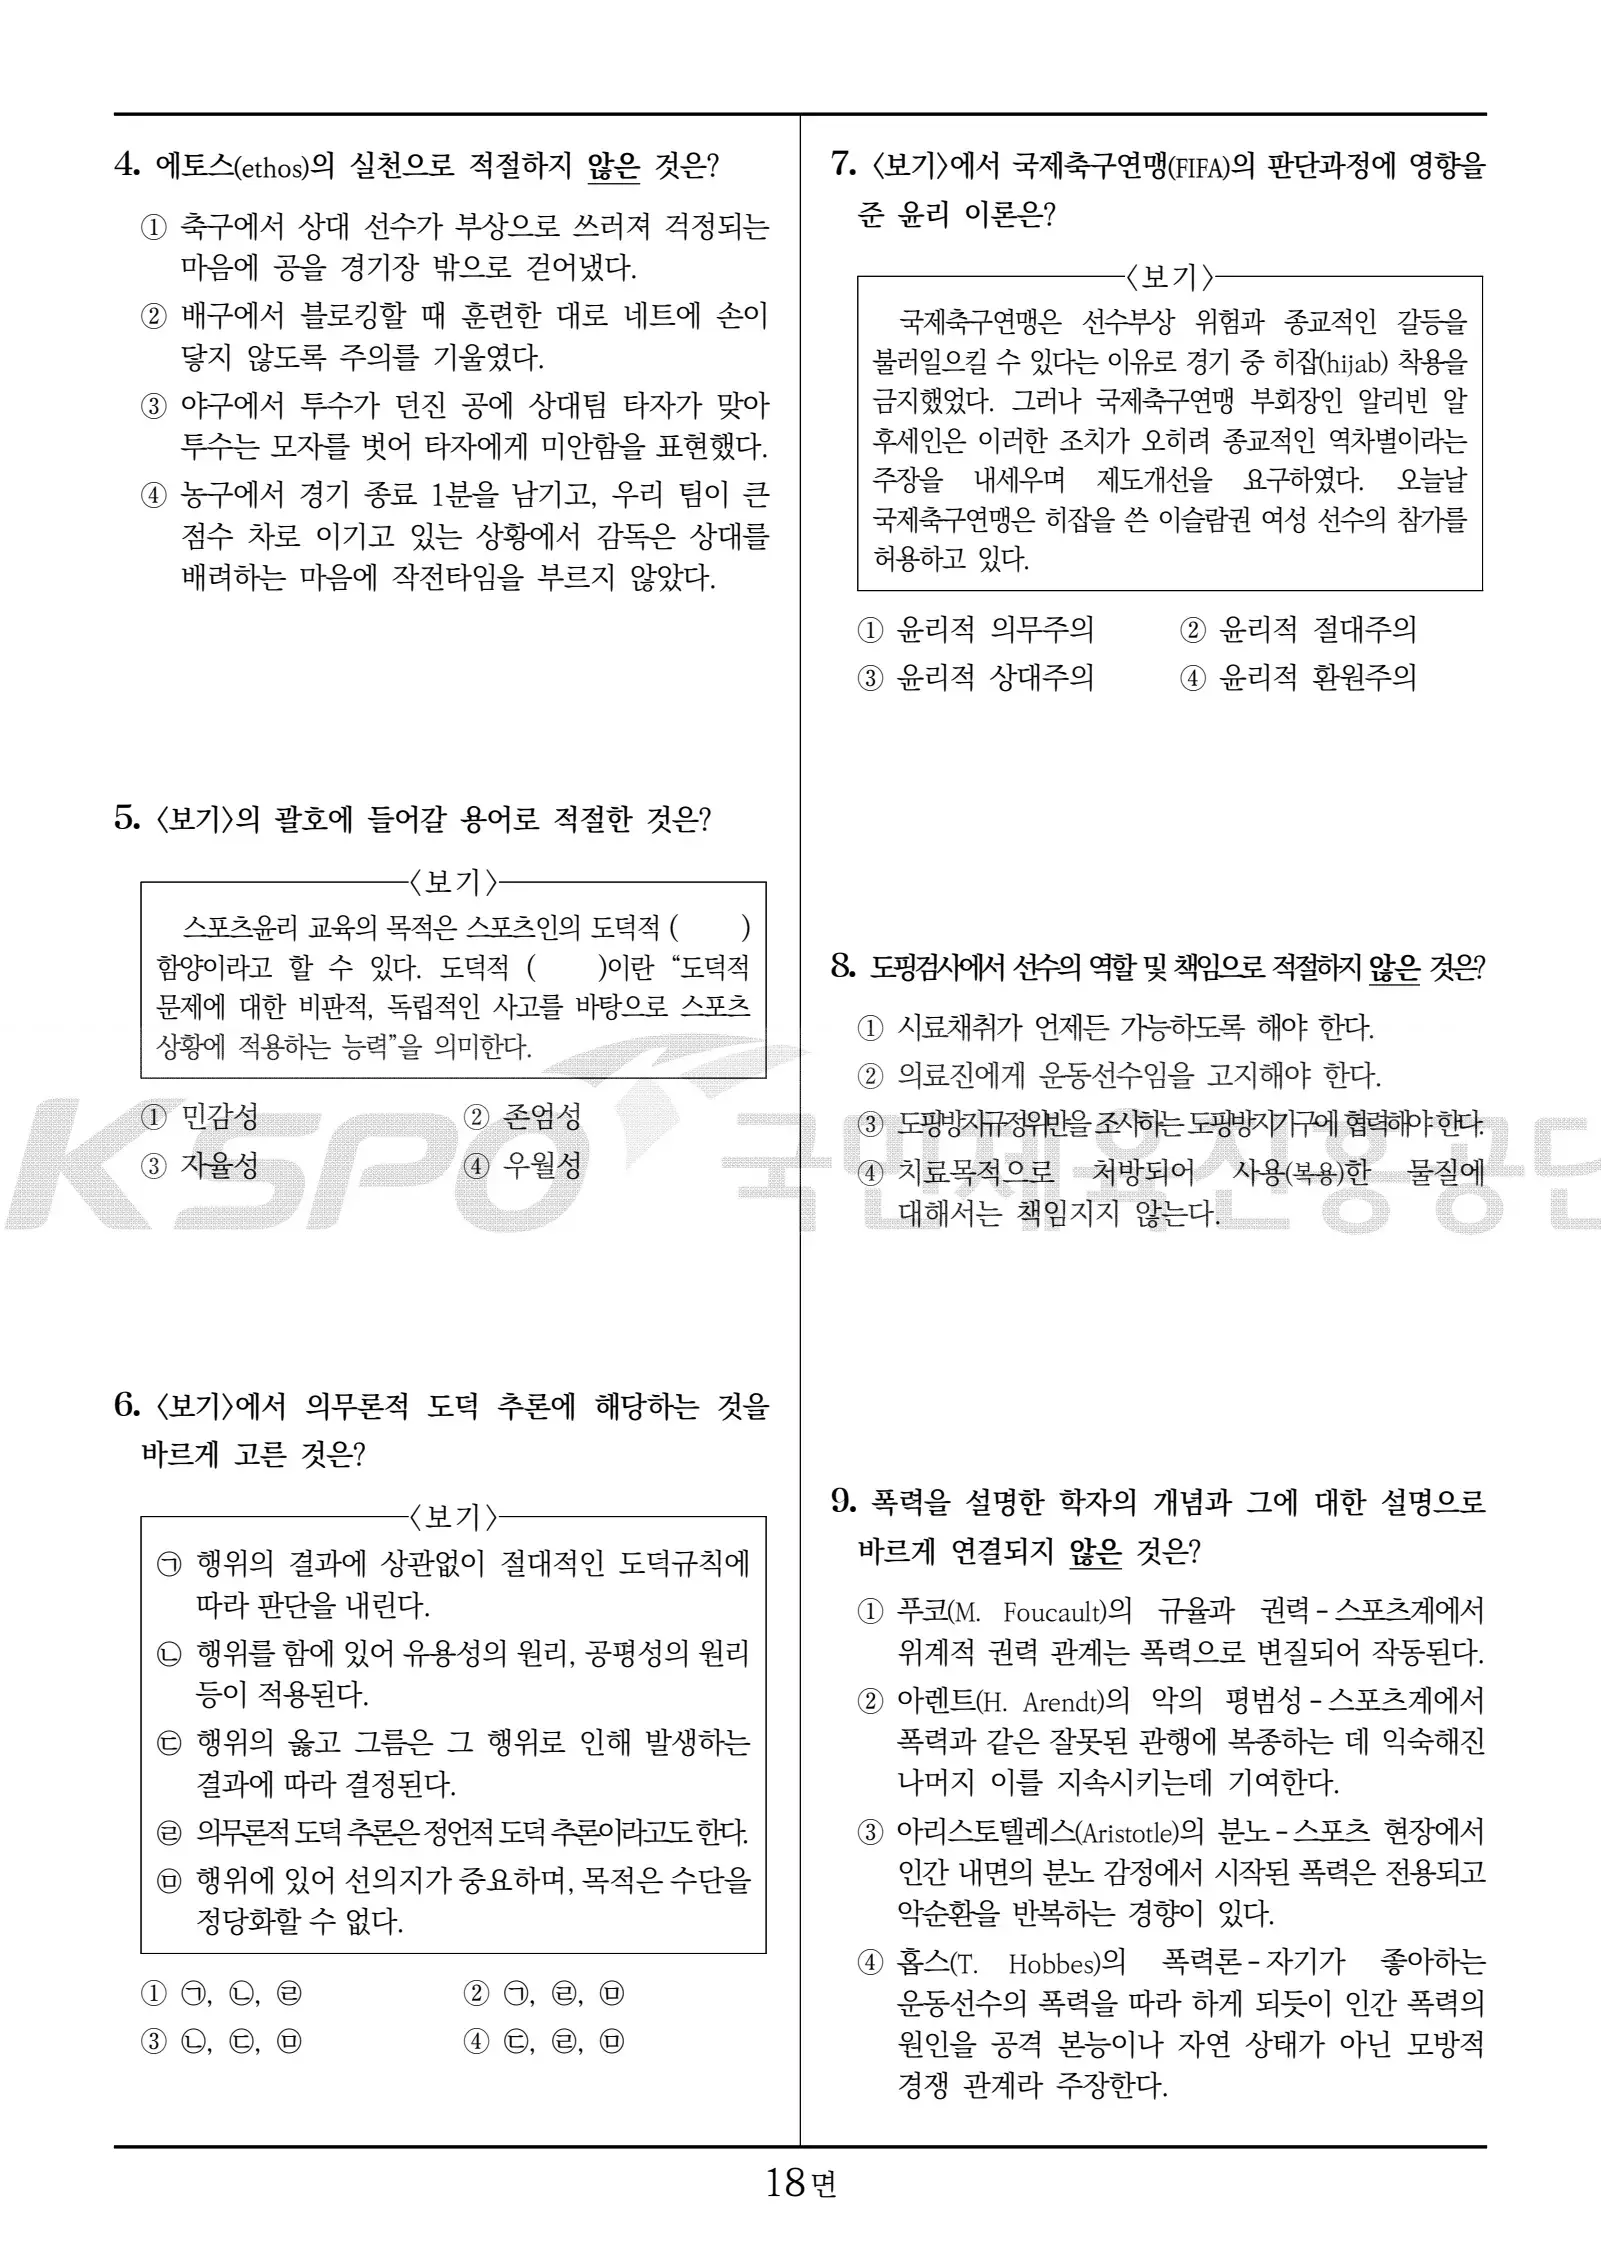 4. 에토스(ethos)의 실천으로 적절하지 않은 것은?
① 축구에서 상대 선수가 부상으로 쓰러져 걱정되는
마음에 공을 경기장 밖으로 걷어냈다.
② 배구에서 블로킹할 때 훈련한 대로 네트에 손이
닿지 않도록 주의를 기울였다.
③ 야구에서 투수가 던진 공에 상대팀 타자가 맞아
투수는 모자를 벗어 타자에게 미안함을 표현했다.
④ 농구에서 경기 종료 1분을 남기고, 우리 팀이 큰
점수 차로 이기고 있는 상황에서 감독은 상대를
배려하는 마음에 작전타임을 부르지 않았다.
5. 〈보기〉의 괄호에 들어갈 용어로 적절한 것은?
〈보기〉
스포츠윤리 교육의 목적은 스포츠인의 도덕적 (      )
함양이라고 할 수 있다. 도덕적 (      )이란 “도덕적
문제에 대한 비판적, 독립적인 사고를 바탕으로 스포츠
상황에 적용하는 능력”을 의미한다.
① 민감성 ② 존엄성
③ 자율성 ④ 우월성
6. 〈보기〉에서 의무론적 도덕 추론에 해당하는 것을
바르게 고른 것은?
〈보기〉
㉠ 행위의 결과에 상관없이 절대적인 도덕규칙에
따라 판단을 내린다.
㉡ 행위를 함에 있어 유용성의 원리, 공평성의 원리
등이 적용된다.
㉢ 행위의 옳고 그름은 그 행위로 인해 발생하는
결과에 따라 결정된다.
㉣ 의무론적 도덕 추론은 정언적 도덕 추론이라고도 한다.
㉤ 행위에 있어 선의지가 중요하며, 목적은 수단을
정당화할 수 없다.
① ㉠, ㉡, ㉣ ② ㉠, ㉣, ㉤
③ ㉡, ㉢, ㉤ ④ ㉢, ㉣, ㉤
7. 〈보기〉에서 국제축구연맹(FIFA)의 판단과정에 영향을
준 윤리 이론은?
〈보기〉
국제축구연맹은 선수부상 위험과 종교적인 갈등을
불러일으킬 수 있다는 이유로 경기 중 히잡(hijab) 착용을
금지했었다. 그러나 국제축구연맹 부회장인 알리빈 알
후세인은 이러한 조치가 오히려 종교적인 역차별이라는
주장을 내세우며 제도개선을 요구하였다. 오늘날
국제축구연맹은 히잡을 쓴 이슬람권 여성 선수의 참가를
허용하고 있다.
① 윤리적 의무주의 ② 윤리적 절대주의
③ 윤리적 상대주의 ④ 윤리적 환원주의
8. 도핑검사에서 선수의 역할 및 책임으로 적절하지 않은 것은?
① 시료채취가 언제든 가능하도록 해야 한다.
② 의료진에게 운동선수임을 고지해야 한다.
③ 도핑방지규정위반을 조사하는 도핑방지기구에 협력해야 한다.
④ 치료목적으로 처방되어 사용(복용)한 물질에
대해서는 책임지지 않는다.
9. 폭력을 설명한 학자의 개념과 그에 대한 설명으로
바르게 연결되지 않은 것은?
① 푸코(M. Foucault)의 규율과 권력 - 스포츠계에서
위계적 권력 관계는 폭력으로 변질되어 작동된다.
② 아렌트(H. Arendt)의 악의 평범성 - 스포츠계에서
폭력과 같은 잘못된 관행에 복종하는 데 익숙해진
나머지 이를 지속시키는데 기여한다.
③ 아리스토텔레스(Aristotle)의 분노 - 스포츠 현장에서
인간 내면의 분노 감정에서 시작된 폭력은 전용되고
악순환을 반복하는 경향이 있다.
④ 홉스(T. Hobbes)의 폭력론 - 자기가 좋아하는
운동선수의 폭력을 따라 하게 되듯이 인간 폭력의
원인을 공격 본능이나 자연 상태가 아닌 모방적
경쟁 관계라 주장한다.
KSPO 국민체육진흥공단
18면